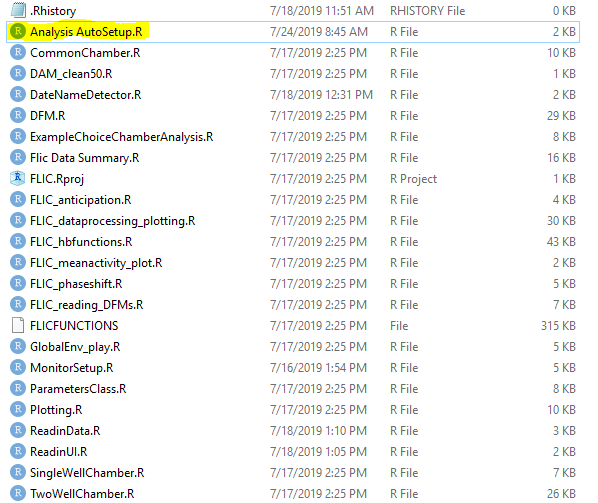 .Rhistory 7/18/2019 11:51 AM RHISTORY File 0 KB
Analysis AutoSetup.R 7/24/2019 8:45 AM R File 2 KB
CommonChamber.R 7/17/2019 2:25 PM R File 10 KB
DAM_clean50.R 7/17/2019 2:25 PM R File 1 KB
DateNameDetector.R 7/18/2019 12:31 PM R File 2 KB
DFM.R 7/17/2019 2:25 PM R File 29 KB
ExampleChoiceChamberAnalysis.R 7/17/2019 2:25 PM R File 8 KB
Flic Data Summary.R 7/17/2019 2:25 PM R File 16 KB
FLIC.Rproj 7/17/2019 2:25 PM R Project 1 KB
FLIC_anticipation.R 7/17/2019 2:25 PM R File 4 KB
FLIC_dataprocessing_plotting.R 7/17/2019 2:25 PM R File 30 KB
FLIC_hbfunctions.R 7/17/2019 2:25 PM R File 43 KB
FLIC_meanactivity_plot.R 7/17/2019 2:25 PM R File 2 KB
FLIC_phaseshift.R 7/17/2019 2:25 PM R File 5 KB
FLIC_reading_DFMs.R 7/17/2019 2:25 PM R File 7 KB
FLICFUNCTIONS 7/17/2019 2:25 PM File 315 KB
GlobalEnv_play.R 7/17/2019 2:25 PM R File 5 KB
MonitorSetup.R 7/16/2019 1:54 PM R File 5 KB
ParametersClass.R 7/17/2019 2:25 PM R File 8 KB
Plotting.R 7/17/2019 2:25 PM R File 10 KB
ReadinData.R 7/18/2019 1:10 PM R File 3 KB
ReadinUI.R 7/18/2019 1:05 PM R File 2 KB
SingleWellChamber.R 7/17/2019 2:25 PM R File 7 KB
TwoWellChamber.R 7/17/2019 2:25 PM R File 26 KB